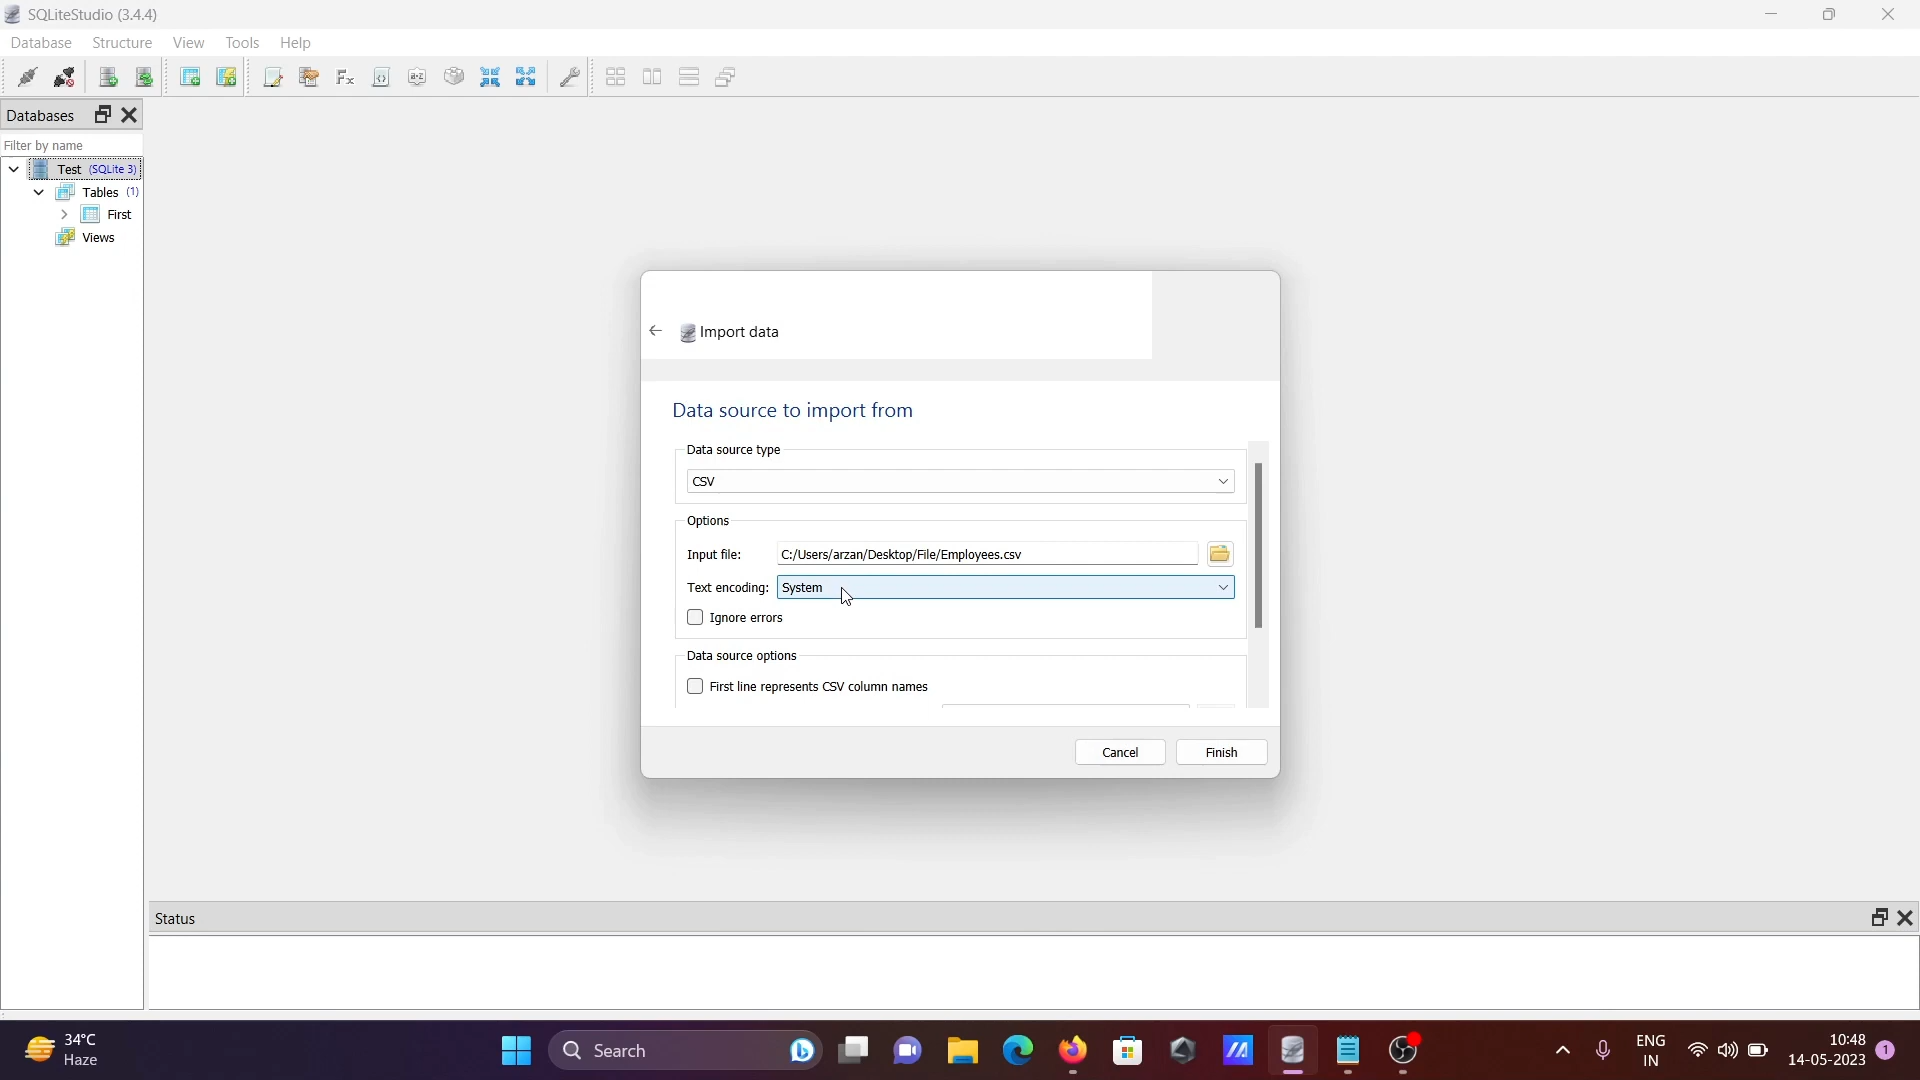 SQLiteStudio (3.4.4)
Database Structure View Tools Help
Databases
Filter by name
Test (SQLite 3)
Tables (1)
First
Views
Import data
Data source to import from
Data source type
CSV
Options
Input file: C:/Users/arzan/Desktop/File/Employees.csv
Text encoding: System
Ignore errors
Data source options
First line represents CSV column names
Cancel Finish
Status
34°C
Haze
Search
ENG
IN
10:48
14-05-2023
1